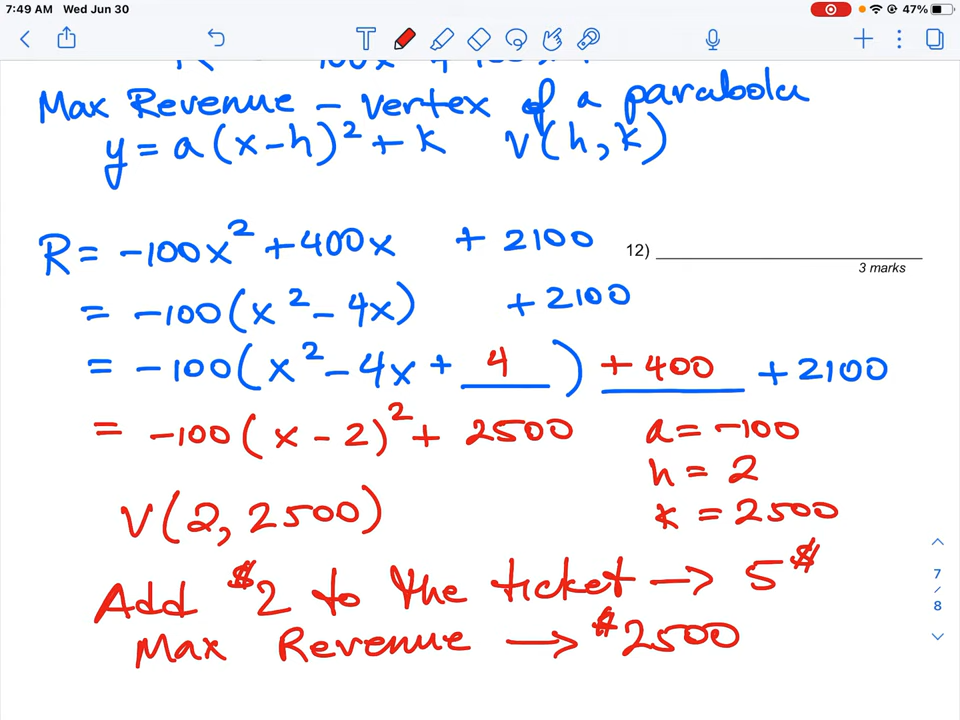 7:49 AM Wed Jun 30
47%
T
Max Revenue - Vertex of a parabola
y = a(x-h)² + k V(h, k)
R = -100x² + 400x + 2100
12) ____________________
3 marks
= -100(x² - 4x) + 2100
= -100(x² - 4x + 4) + 400 + 2100
= -100(x - 2)² + 2500
a = -100
h = 2
k = 2500
V(2, 2500)
Add $2 to the ticket → 5$
Max Revenue → $2500
7
/
8